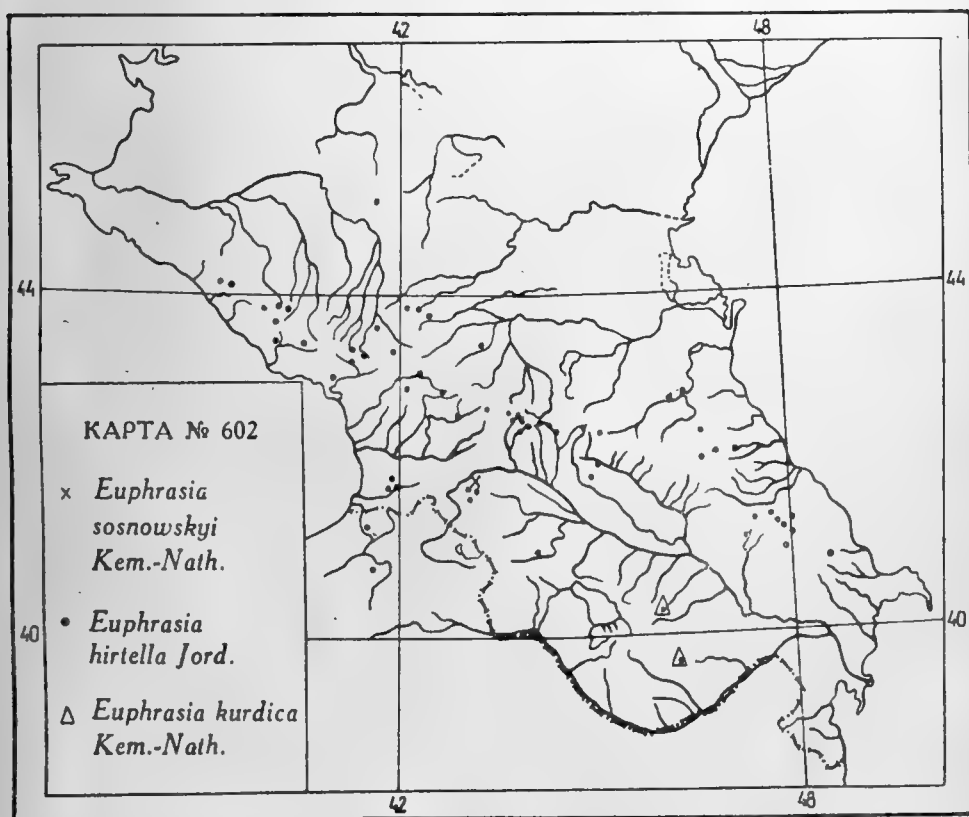 42 48
44 44
КАРТА № 602
× Euphrasia
sosnowskyi
Kem.-Nath.
• Euphrasia
hirtella Jord.
40 40
△ Euphrasia kurdica
Kem.-Nath.
42 48